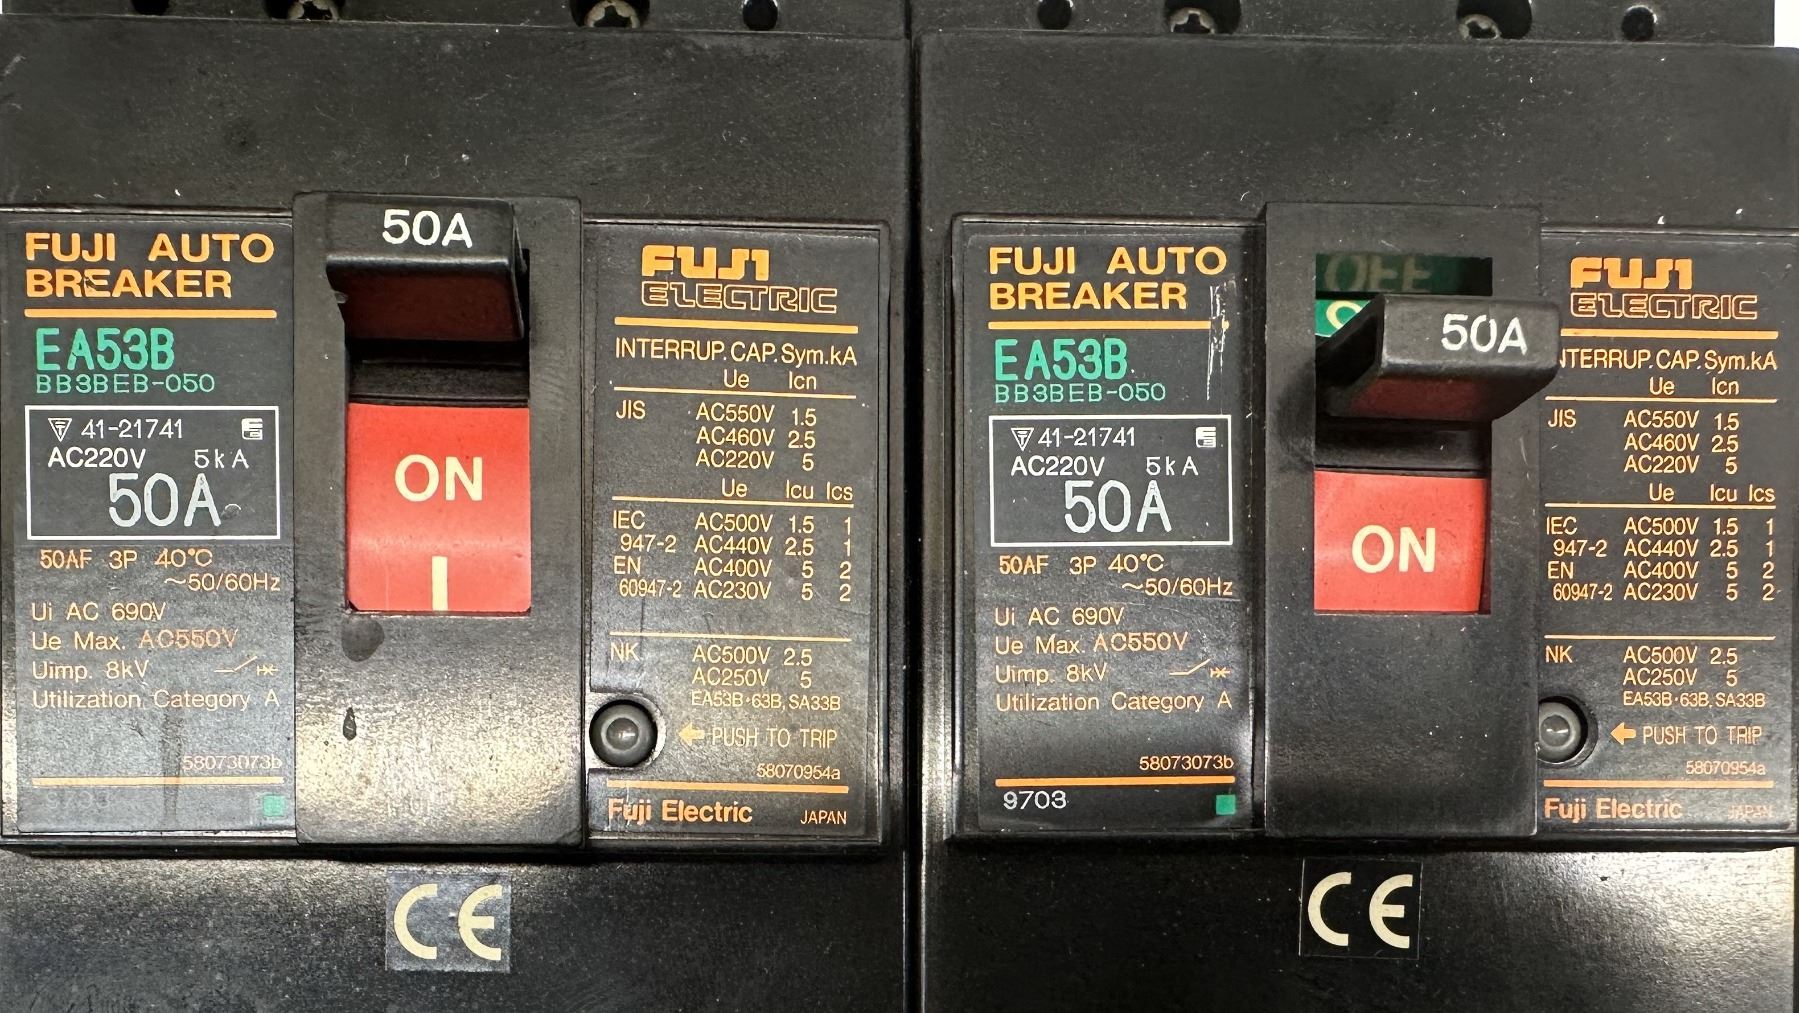 50A
FUJI AUTO
BREAKER
EA53B
BB3BEB-050
41-21741
AC220V 5kA
50A
50AF 3P 40°C
~50/60Hz
Ui AC 690V
Ue Max. AC550V
Uimp. 8kV
Utilization Category A
58073073b
ON
I
FUJI
ELECTRIC
INTERRUP. CAP. Sym.kA
Ue Icn
JIS AC550V 1.5
AC460V 2.5
AC220V 5
Ue Icu Ics
IEC AC500V 1.5 1
947-2 AC440V 2.5 1
EN AC400V 5 2
60947-2 AC230V 5 2
NK AC500V 2.5
AC250V 5
EA53B·63B, SA33B
← PUSH TO TRIP
58070954a
Fuji Electric JAPAN
CE
50A
FUJI AUTO
BREAKER
EA53B
BB3BEB-050
41-21741
AC220V 5kA
50A
50AF 3P 40°C
~50/60Hz
Ui AC 690V
Ue Max. AC550V
Uimp. 8kV
Utilization Category A
58073073b
9703
OFF
ON
FUJI
ELECTRIC
NTERRUP. CAP. Sym.kA
Ue Icn
JIS AC550V 1.5
AC460V 2.5
AC220V 5
Ue Icu Ics
IEC AC500V 1.5 1
947-2 AC440V 2.5 1
EN AC400V 5 2
60947-2 AC230V 5 2
NK AC500V 2.5
AC250V 5
EA53B·63B, SA33B
← PUSH TO TRIP
58070954a
Fuji Electric JAPAN
CE